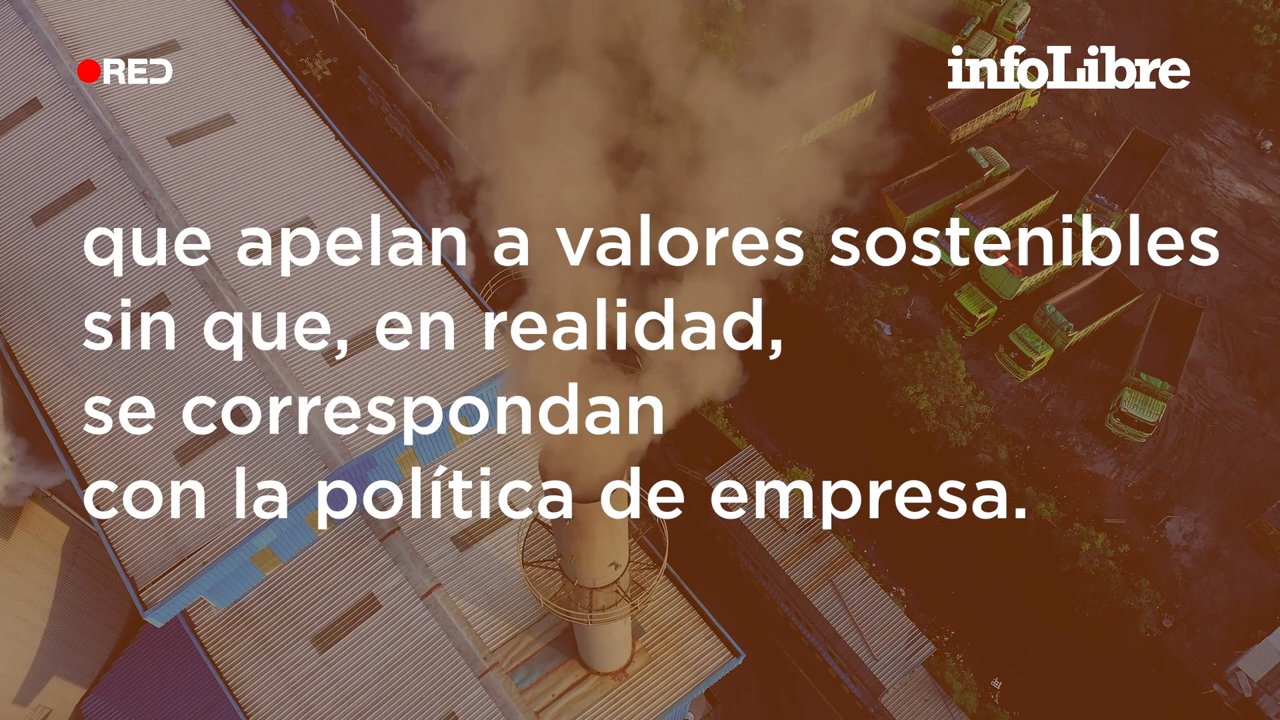 RED
infoLibre
que apelan a valores sostenibles
sin que, en realidad,
se correspondan
con la política de empresa.